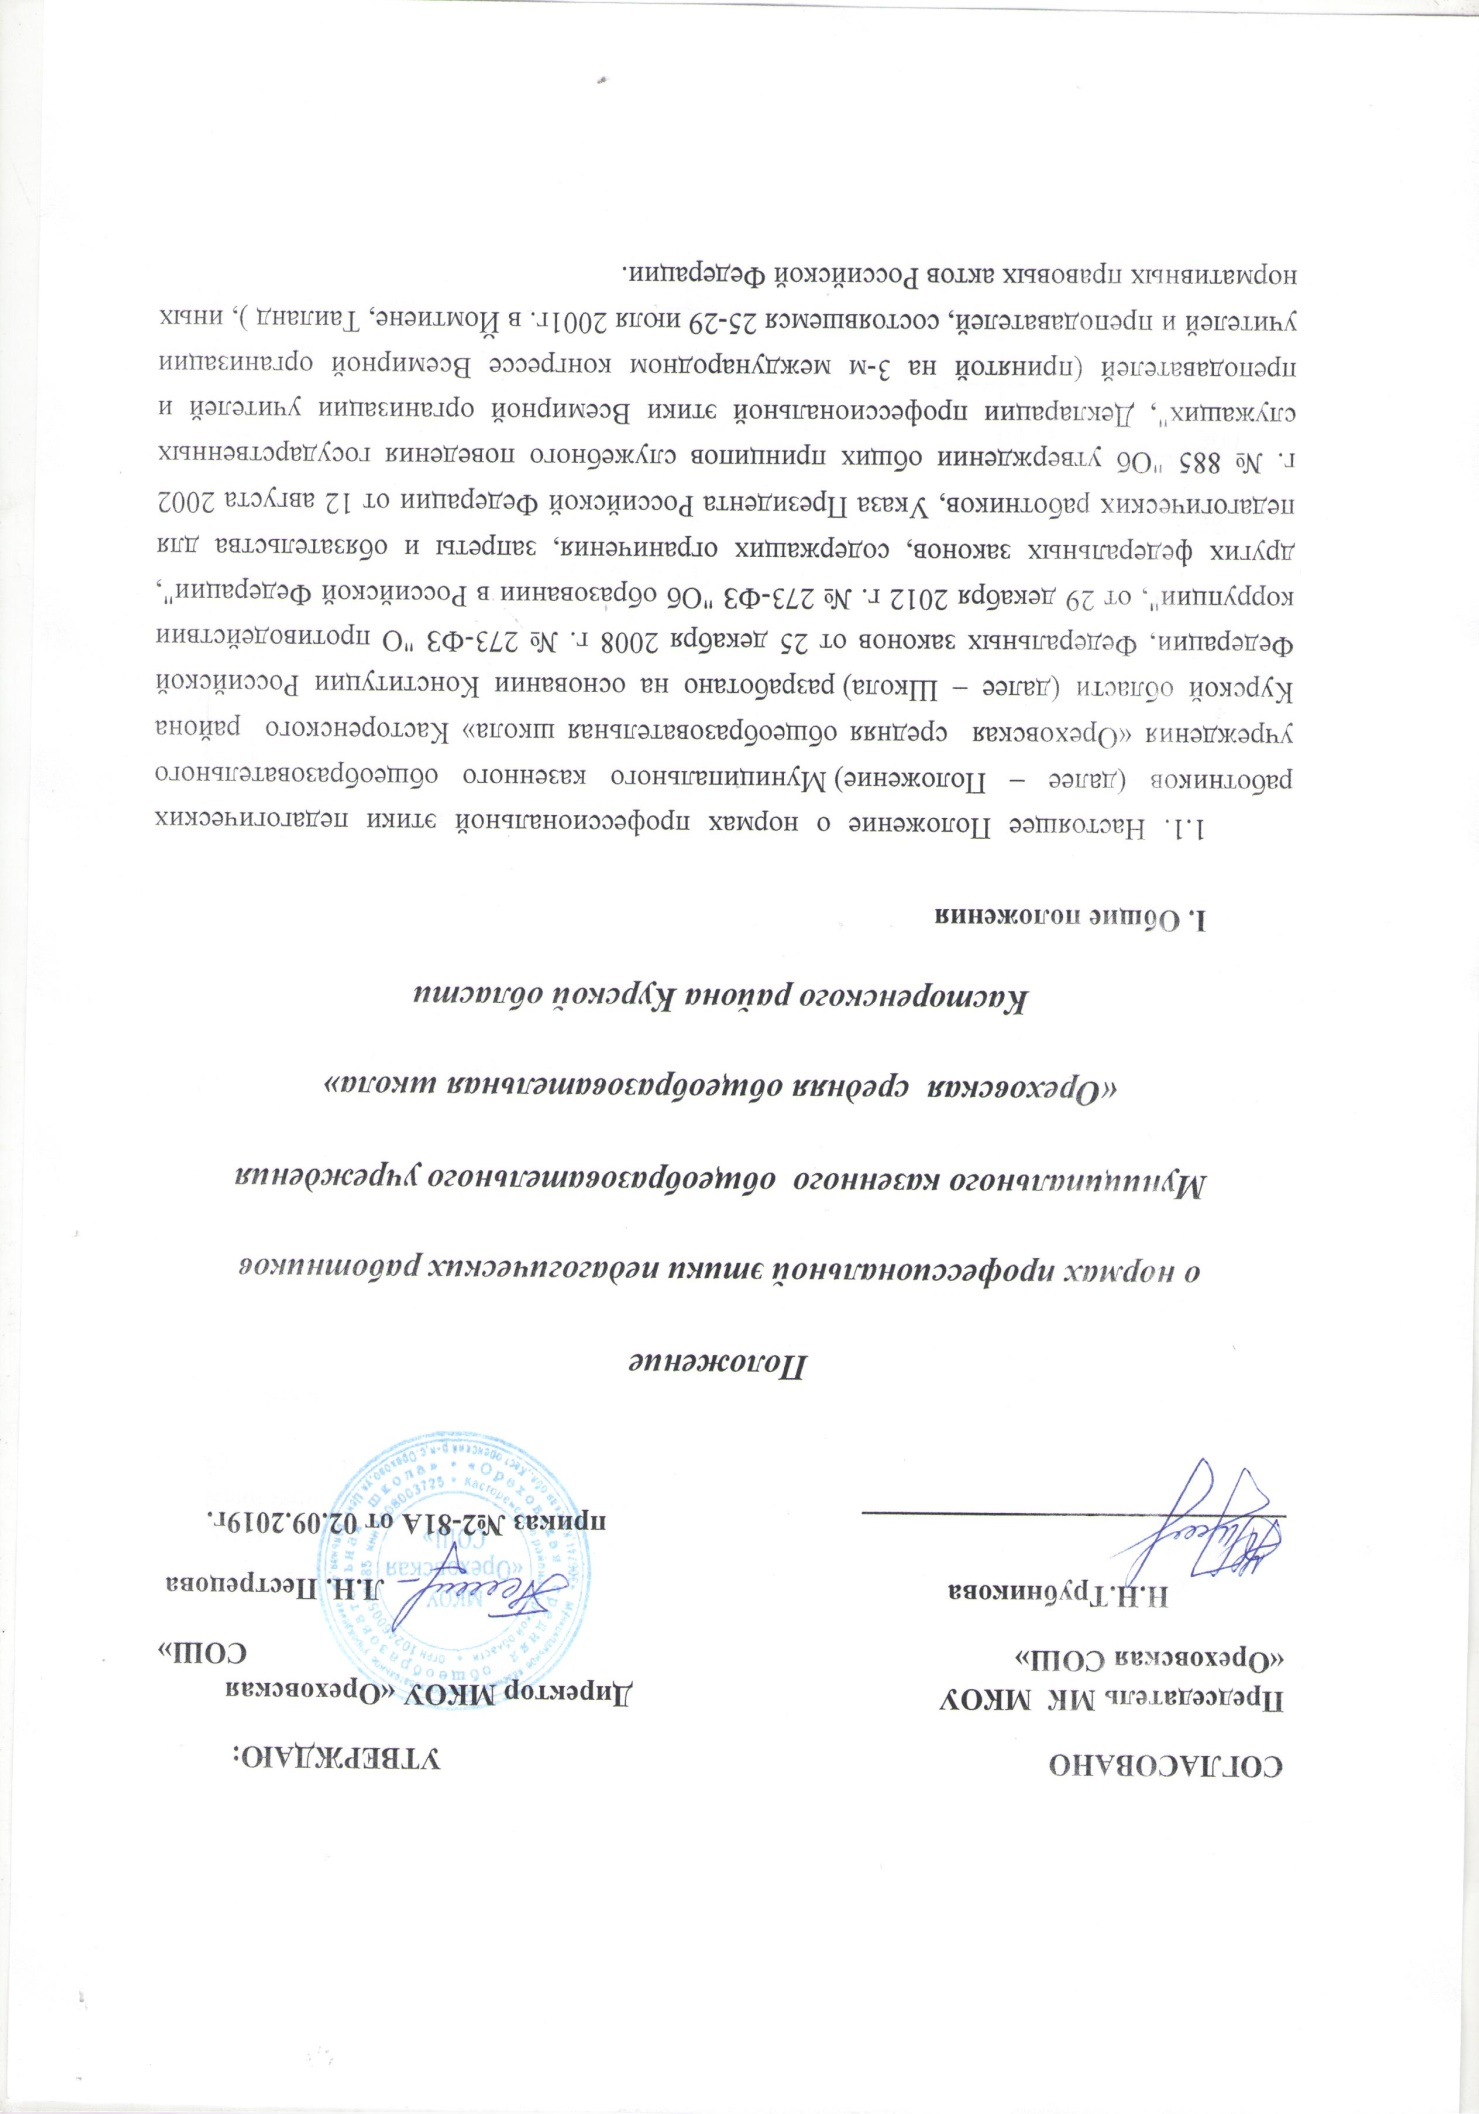 СОГЛАСОВАНО
Председатель МК МКОУ
«Ореховская СОШ»
Н.Н.Трубникова
УТВЕРЖДАЮ:
Директор МКОУ «Ореховская
СОШ»
Л.Н. Пестрецова
приказ №2-81А от 02.09.2019г.
МКОУ
«Ореховская
СОШ»
Положение
о нормах профессиональной этики педагогических работников
Муниципального казенного общеобразовательного учреждения
«Ореховская средняя общеобразовательная школа»
Касторенского района Курской области
I. Общие положения
1.1. Настоящее Положение о нормах профессиональной этики педагогических
работников (далее – Положение) Муниципального казенного общеобразовательного
учреждения «Ореховская средняя общеобразовательная школа» Касторенского района
Курской области (далее – Школа) разработано на основании Конституции Российской
Федерации, Федеральных законов от 25 декабря 2008 г. № 273-ФЗ "О противодействии
коррупции", от 29 декабря 2012 г. № 273-ФЗ "Об образовании в Российской Федерации",
других федеральных законов, содержащих ограничения, запреты и обязательства для
педагогических работников, Указа Президента Российской Федерации от 12 августа 2002
г. № 885 "Об утверждении общих принципов служебного поведения государственных
служащих", Декларации профессиональной этики Всемирной организации учителей и
преподавателей (принятой на 3-м международном конгрессе Всемирной организации
учителей и преподавателей, состоявшемся 25-29 июля 2001г. в Йомтиене, Таиланд ), иных
нормативных правовых актов Российской Федерации.